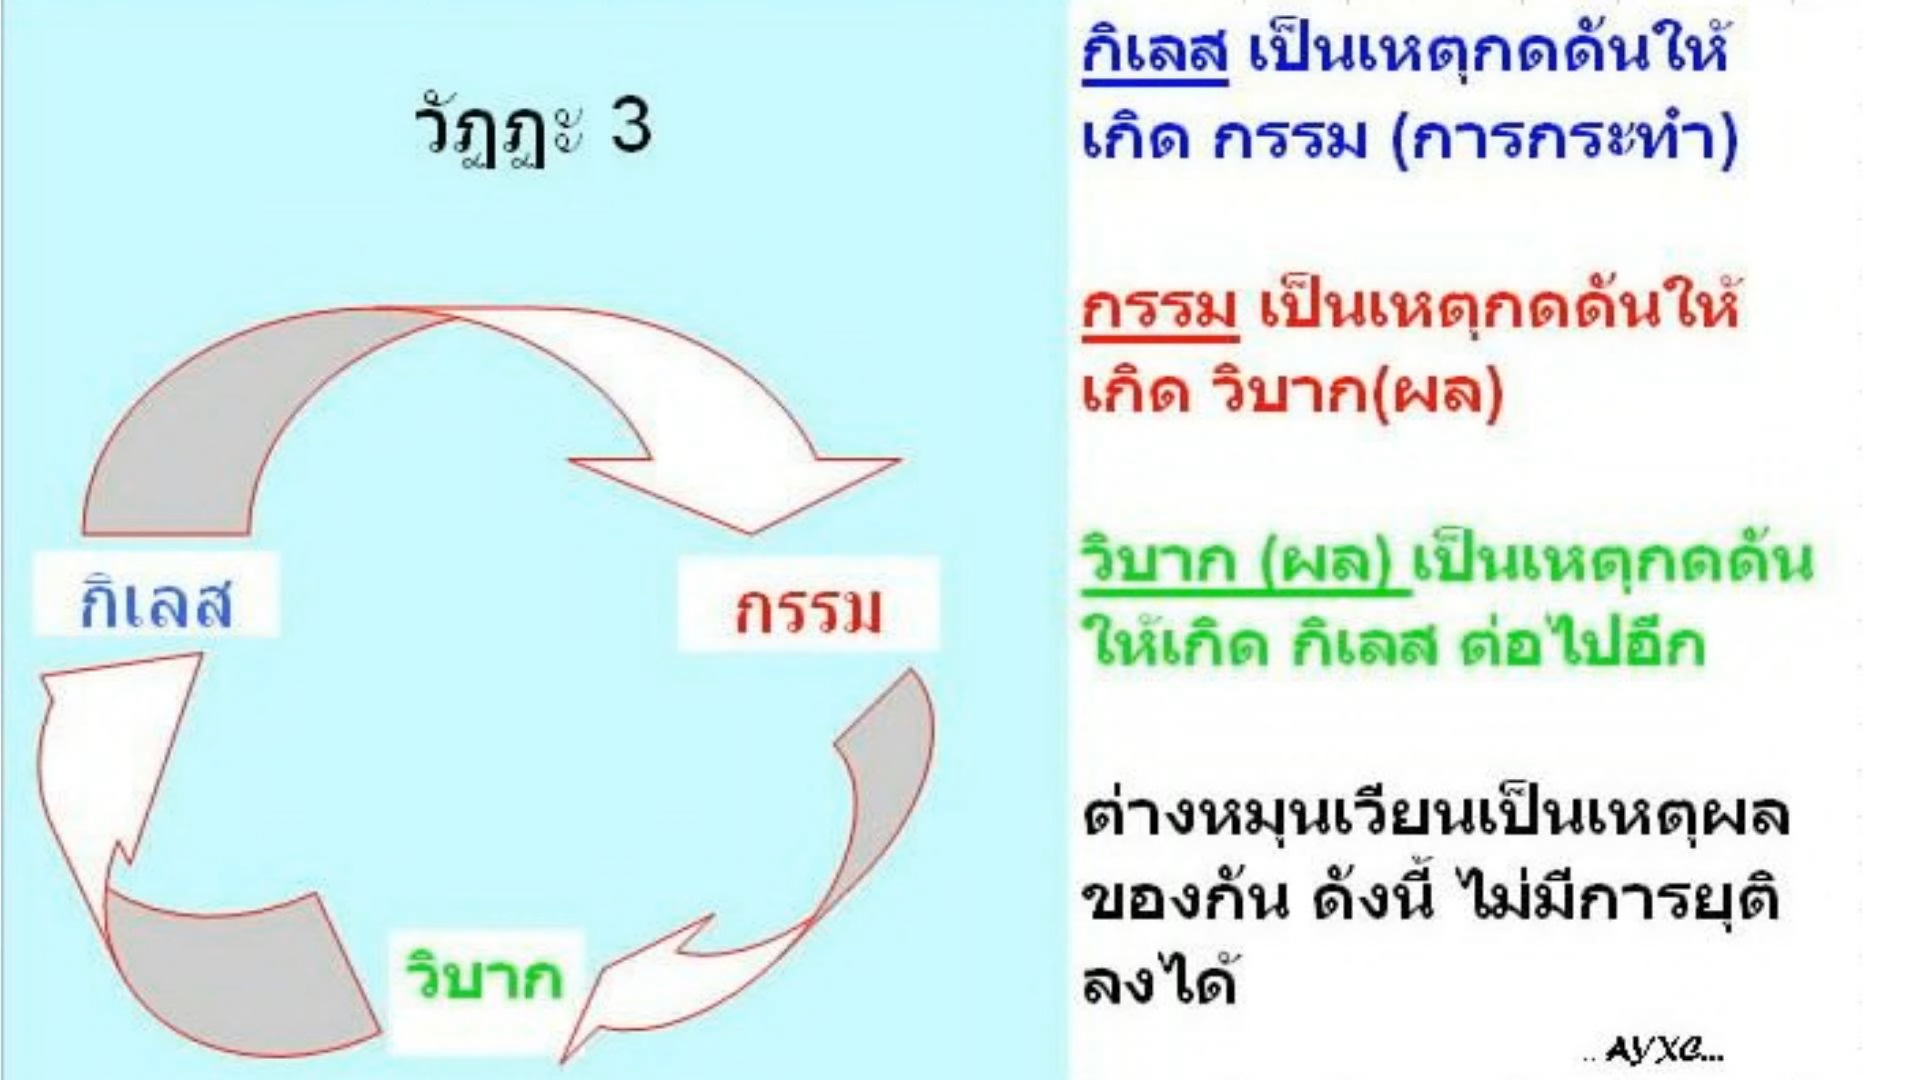 วัฏฏะ 3
กิเลส
กรรม
วิบาก
กิเลส เป็นเหตุกดดันให้
เกิด กรรม (การกระทำ)
กรรม เป็นเหตุกดดันให้
เกิด วิบาก(ผล)
วิบาก (ผล) เป็นเหตุกดดัน
ให้เกิด กิเลส ต่อไปอีก
ต่างหมุนเวียนเป็นเหตุผล
ของกัน ดังนี้ ไม่มีการยุติ
ลงได้
.. AYXC...